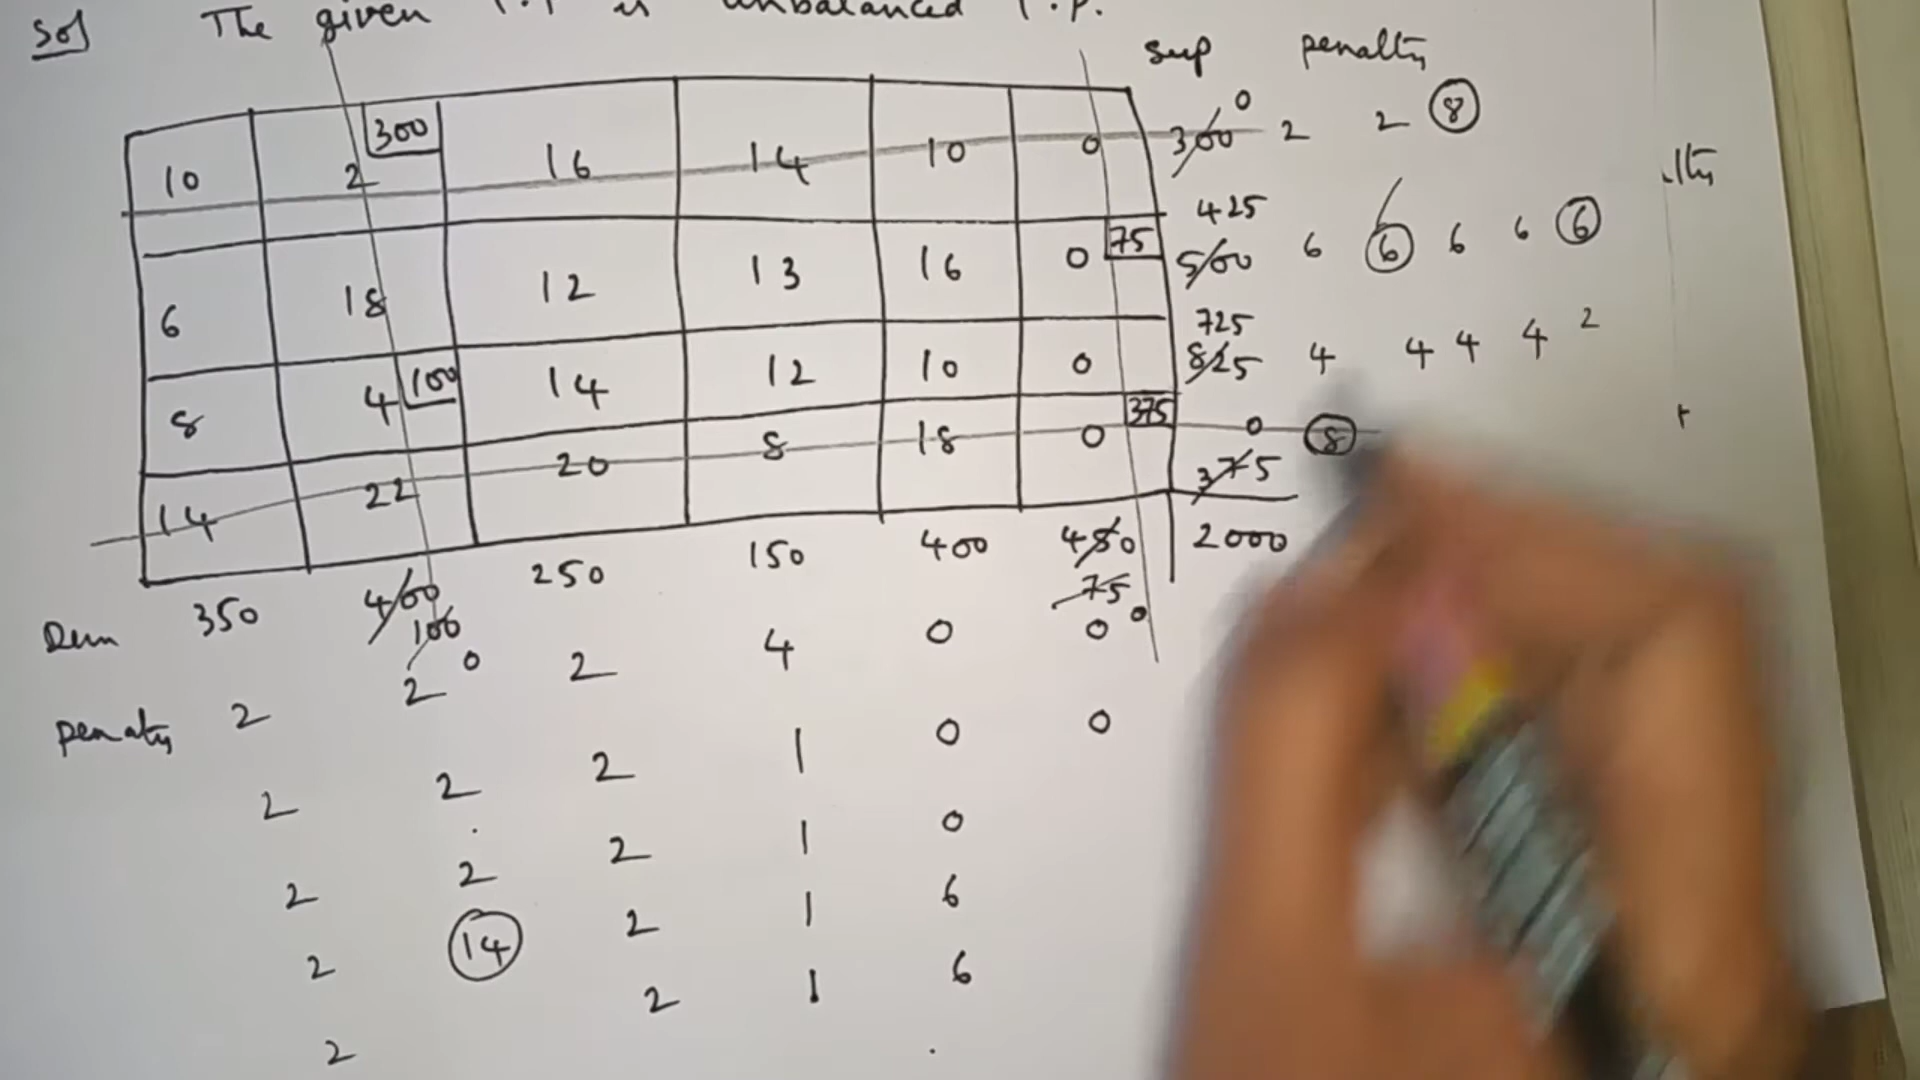 Sol The given T.P is unbalanced T.P.
sup penalty
300 0
10 2 16 14 10 0 300 2 2 8
lty
425
75
6 18 12 13 16 0 500 6 6 6 6 6
725
8 4 100 14 12 10 0 825 4 4 4 4 2
375 0
14 22 20 8 18 0 375 8
Dem 350 400 250 150 400 450 2000
100 75
0 0
penalty 2 2 2 4 0 0
2 2 2 1 0 0
2 2 2 1 0
2 14 2 1 6
2 2 1 6